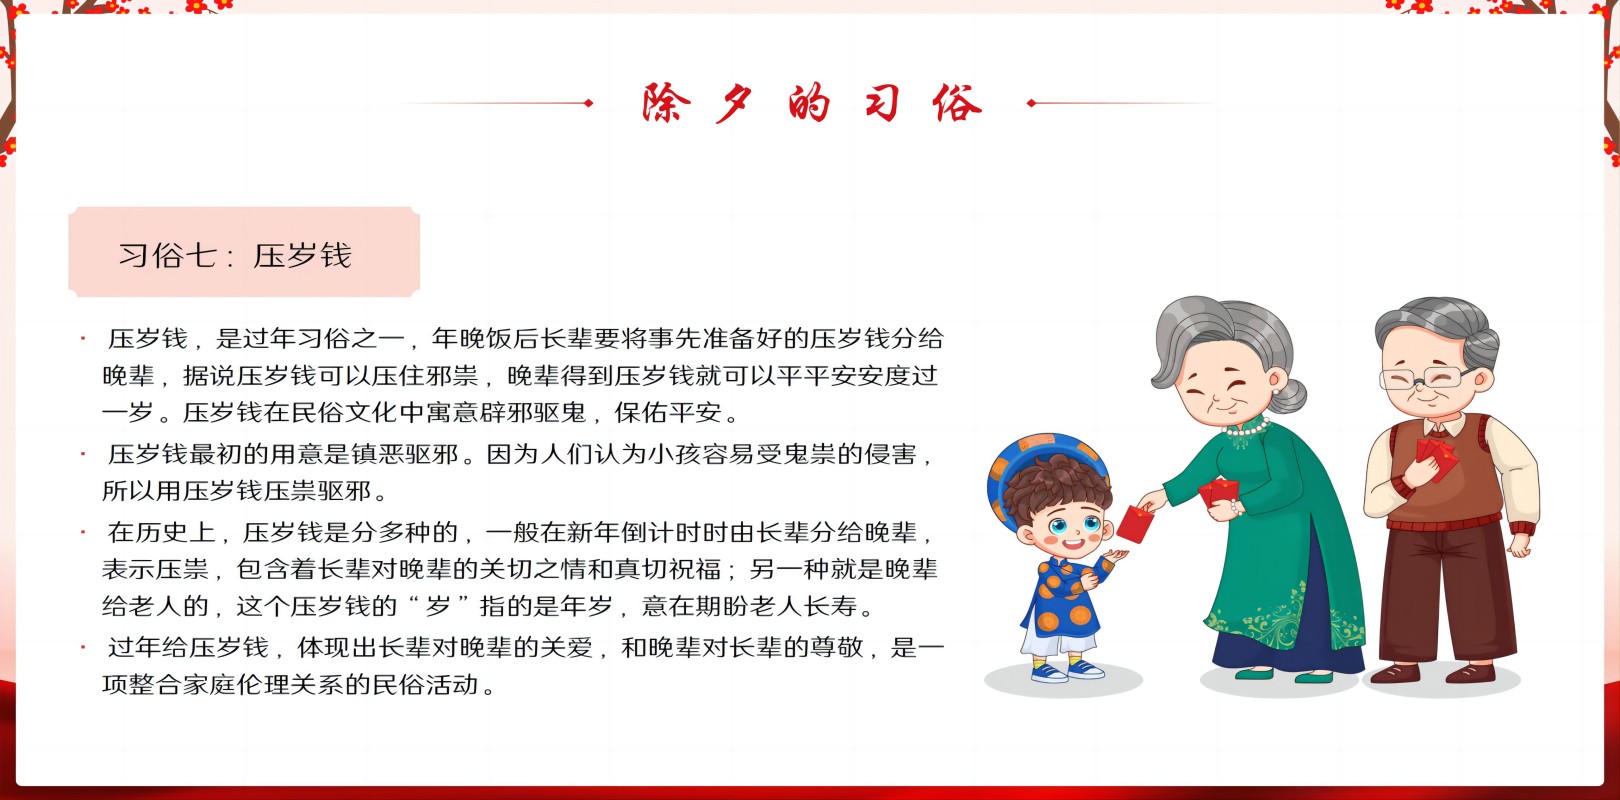 除夕的习俗
习俗七：压岁钱
· 压岁钱，是过年习俗之一，年晚饭后长辈要将事先准备好的压岁钱分给
晚辈，据说压岁钱可以压住邪祟，晚辈得到压岁钱就可以平平安安度过
一岁。压岁钱在民俗文化中寓意辟邪驱鬼，保佑平安。
· 压岁钱最初的用意是镇恶驱邪。因为人们认为小孩容易受鬼祟的侵害，
所以用压岁钱压祟驱邪。
· 在历史上，压岁钱是分多种的，一般在新年倒计时时由长辈分给晚辈，
表示压祟，包含着长辈对晚辈的关切之情和真切祝福；另一种就是晚辈
给老人的，这个压岁钱的“岁”指的是年岁，意在期盼老人长寿。
· 过年给压岁钱，体现出长辈对晚辈的关爱，和晚辈对长辈的尊敬，是一
项整合家庭伦理关系的民俗活动。